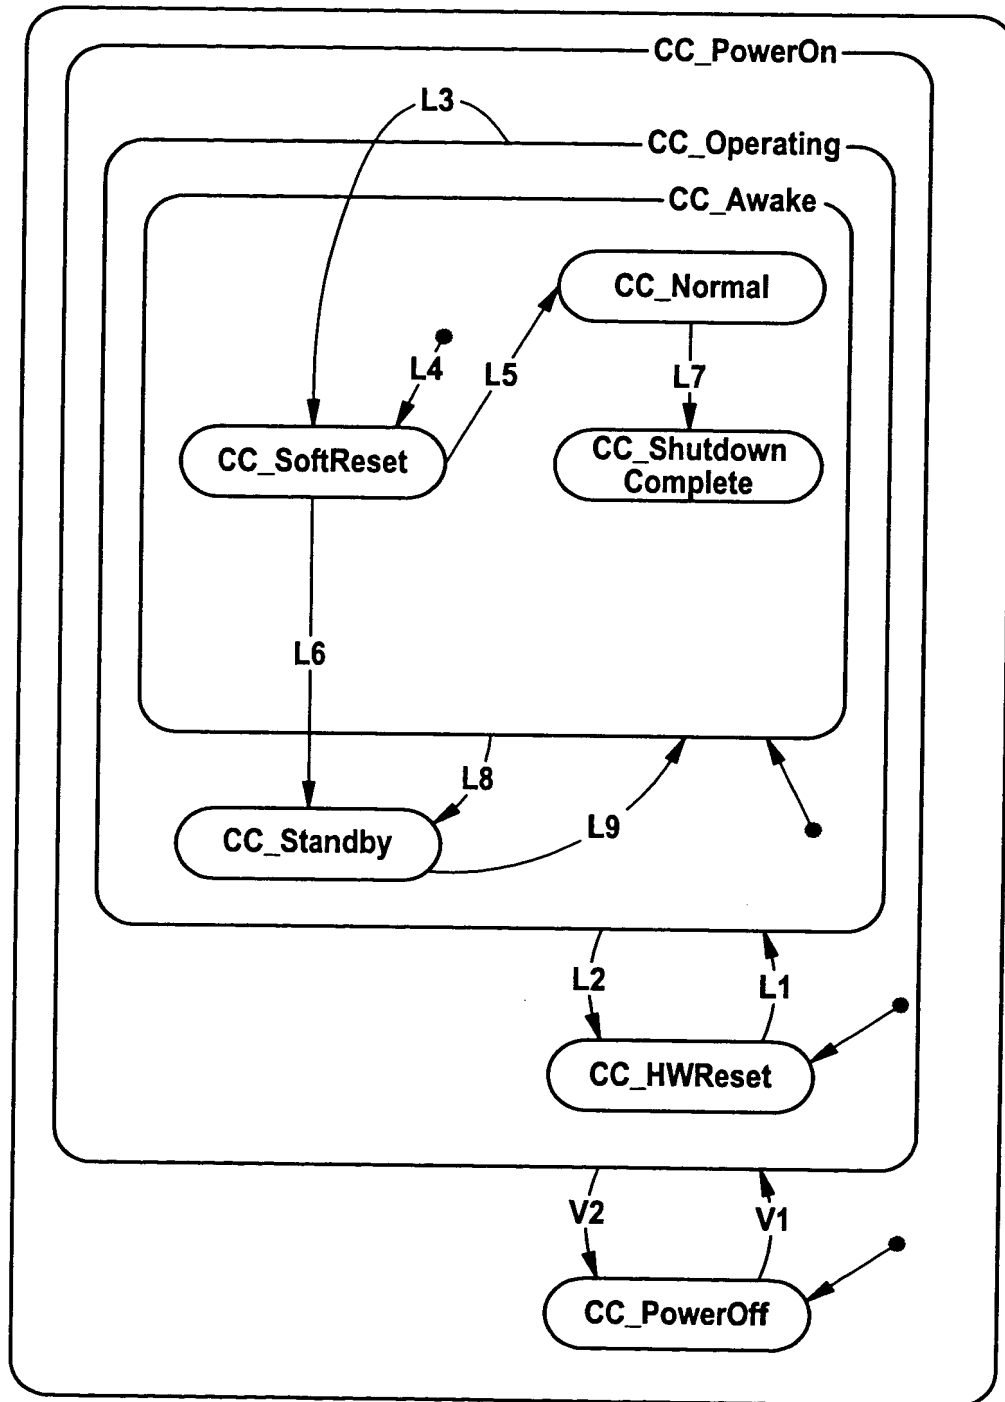 CC_PowerOn
L3
CC_Operating
CC_Awake
CC_Normal
L4
L5
L7
CC_SoftReset
CC_Shutdown
Complete
L6
L8
CC_Standby
L9
L2
L1
CC_HWReset
V2
V1
CC_PowerOff